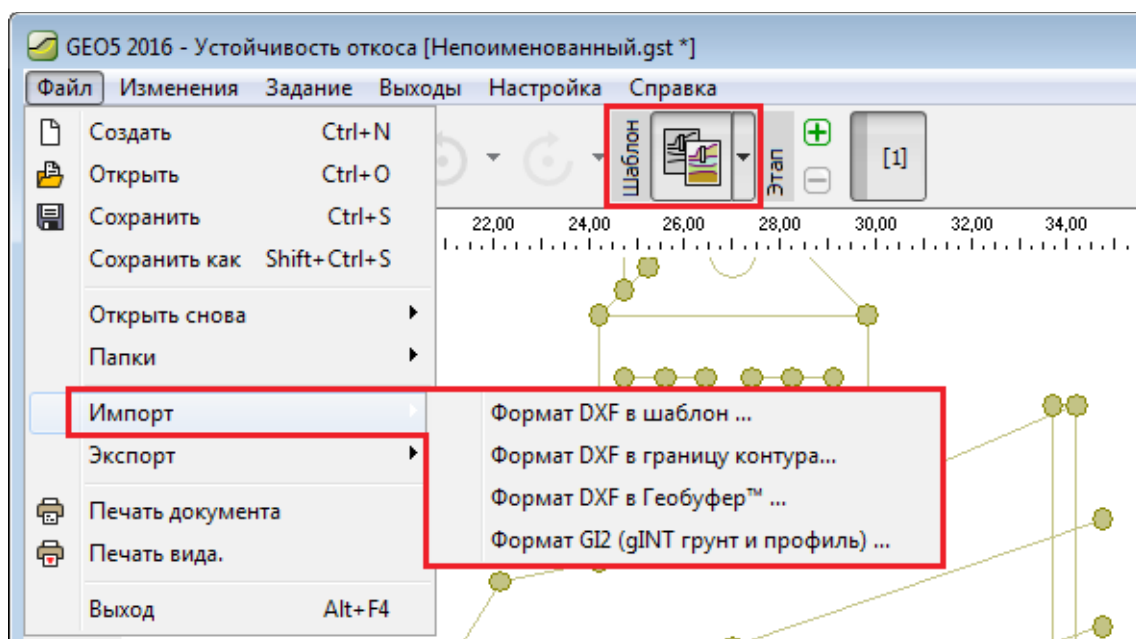 GEO5 2016 - Устойчивость откоса [Непоименованный.gst *]
Файл Изменения Задание Выходы Настройка Справка
Создать Ctrl+N
Открыть Ctrl+O
Сохранить Ctrl+S
Сохранить как Shift+Ctrl+S
Открыть снова
Папки
Импорт
Экспорт
Печать документа
Печать вида.
Выход Alt+F4
Шаблон
Этап
[1]
22,00 24,00 26,00 28,00 30,00 32,00 34,00
Формат DXF в шаблон ...
Формат DXF в границу контура...
Формат DXF в Геобуфер™ ...
Формат GI2 (gINT грунт и профиль) ...